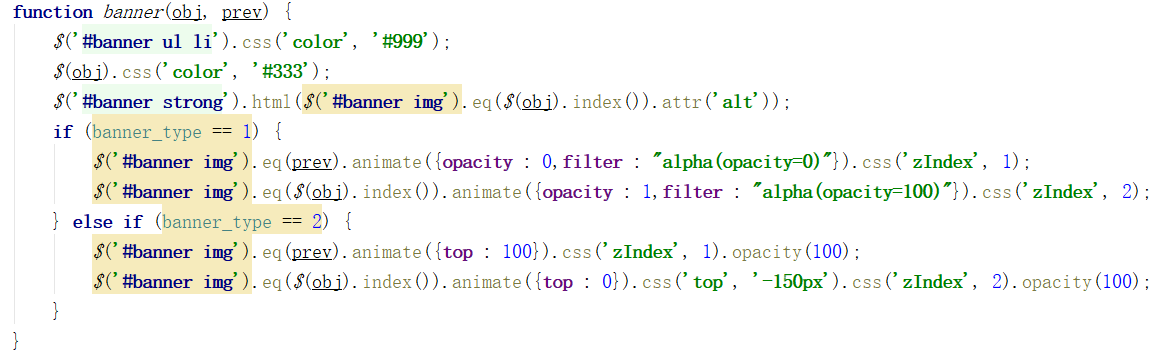 function banner(obj, prev) {
    $('#banner ul li').css('color', '#999');
    $(obj).css('color', '#333');
    $('#banner strong').html($('#banner img').eq($(obj).index()).attr('alt'));
    if (banner_type == 1) {
        $('#banner img').eq(prev).animate({opacity : 0,filter : "alpha(opacity=0)"}).css('zIndex', 1);
        $('#banner img').eq($(obj).index()).animate({opacity : 1,filter : "alpha(opacity=100)"}).css('zIndex', 2);
    } else if (banner_type == 2) {
        $('#banner img').eq(prev).animate({top : 100}).css('zIndex', 1).opacity(100);
        $('#banner img').eq($(obj).index()).animate({top : 0}).css('top', '-150px').css('zIndex', 2).opacity(100);
    }
}